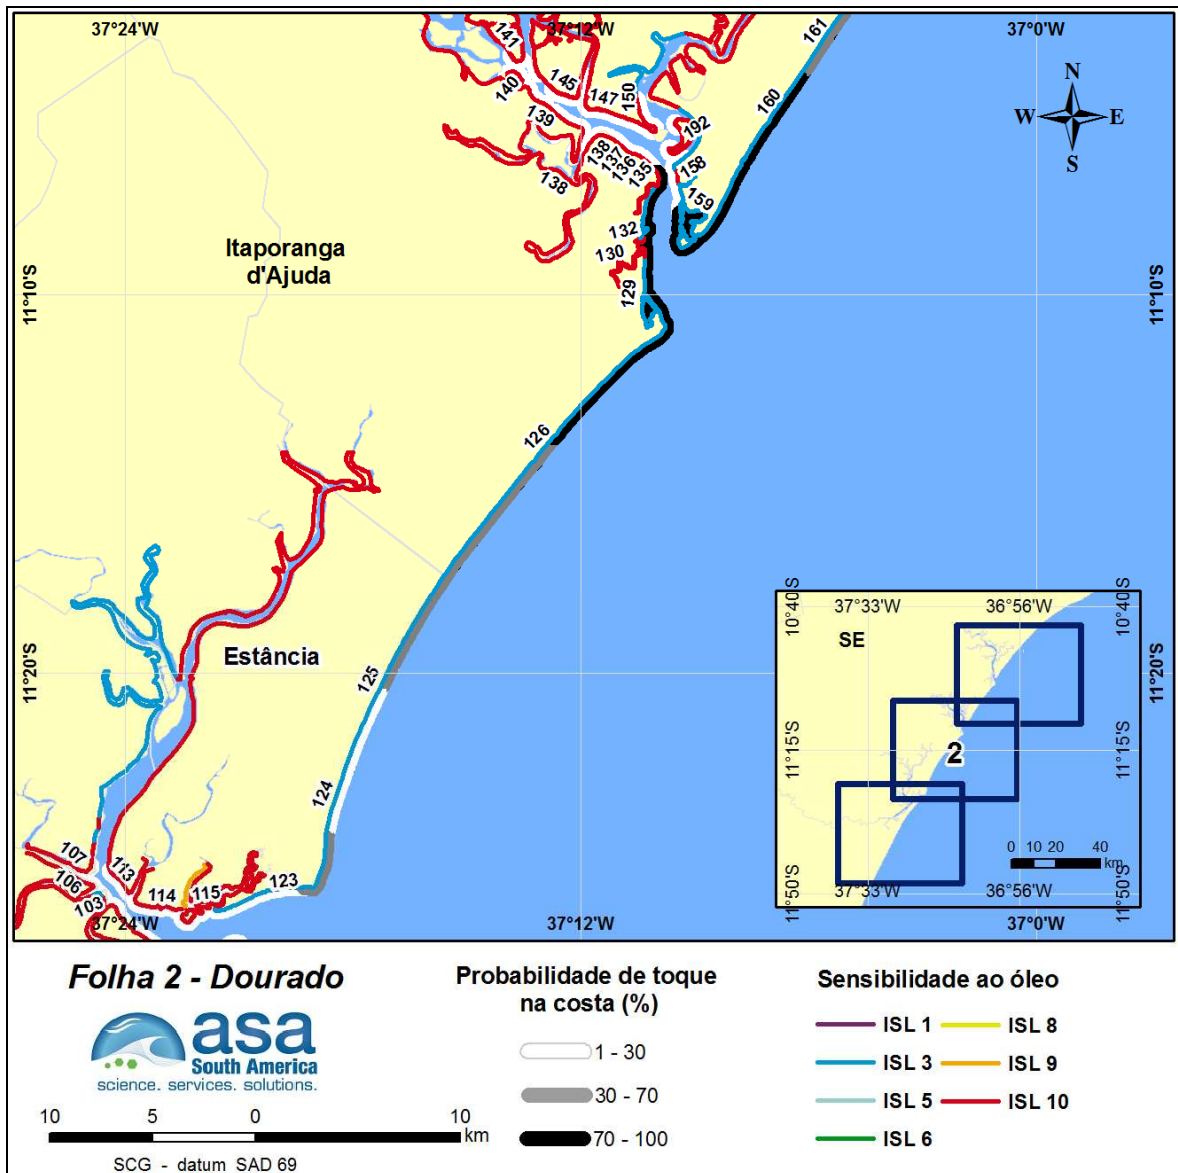 37°24'W
37°12'W
37°0'W
161
141
160
140
145
147
150
139
192
138
137
136
135
158
138
159
132
130
129
N
W
E
S
Itaporanga
d'Ajuda
11°10'S
11°10'S
126
Estância
11°20'S
11°20'S
125
124
123
107
113
106
103
114
115
37°24'W
37°12'W
37°0'W
37°33'W
36°56'W
10°40'S
10°40'S
SE
11°15'S
11°15'S
2
0 10 20 40
km
11°50'S
11°50'S
37°33'W
36°56'W
Folha 2 - Dourado
asa
South America
science. services. solutions.
10 5 0 10
km
SCG - datum SAD 69
Probabilidade de toque
na costa (%)
1 - 30
30 - 70
70 - 100
Sensibilidade ao óleo
ISL 1
ISL 8
ISL 3
ISL 9
ISL 5
ISL 10
ISL 6